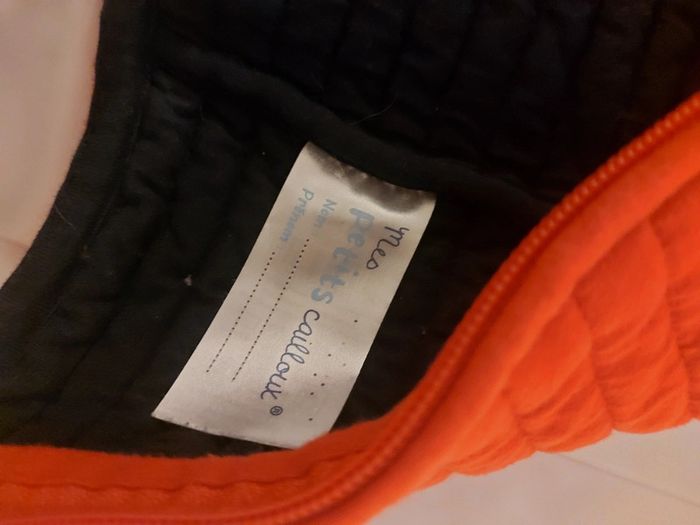 mes
petits cailloux®
Nom : ....................
Prénom : ....................